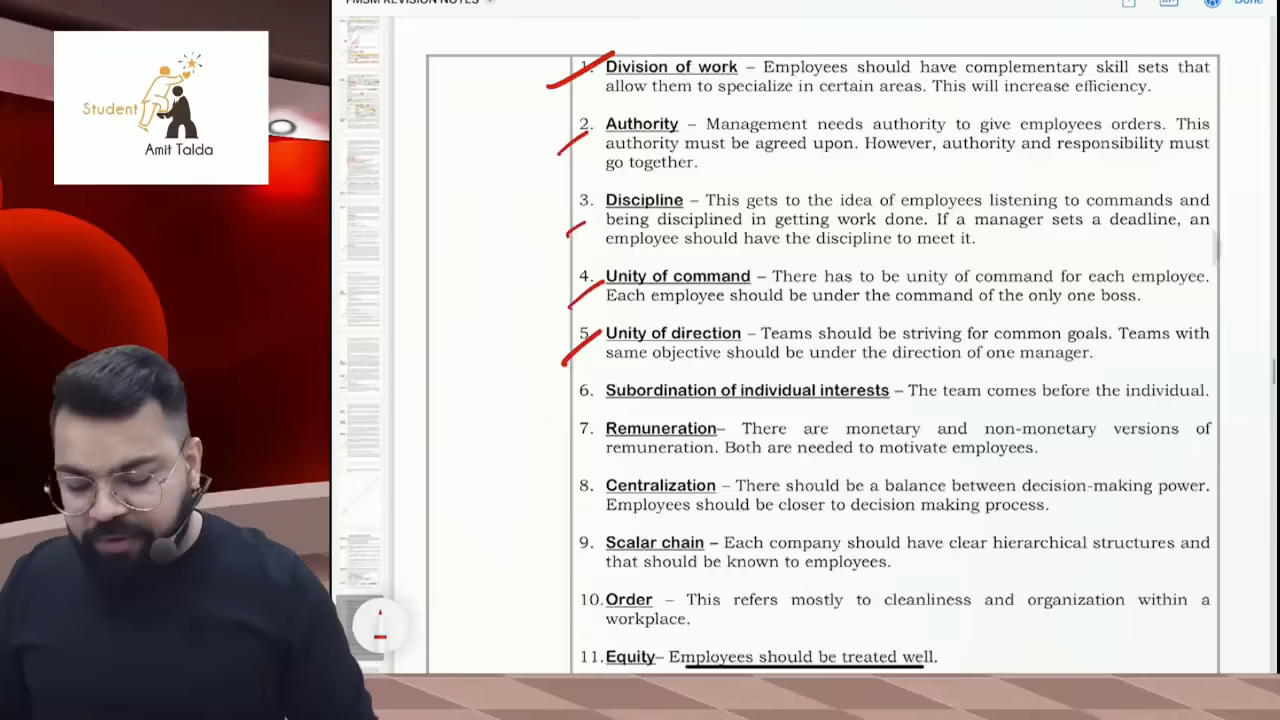 FMSM REVISION NOTES
Done
Student
Amit Talda
1. Division of work – Employees should have complementary skill sets that
allow them to specialize in certain areas. This will increase efficiency.
2. Authority – Management needs authority to give employees orders. This
authority must be agreed upon. However, authority and responsibility must
go together.
3. Discipline – This gets to the idea of employees listening to commands and
being disciplined in getting work done. If a manager sets a deadline, an
employee should have the discipline to meet it.
4. Unity of command – There has to be unity of command for each employee.
Each employee should be under the command of the only one boss.
5. Unity of direction – Teams should be striving for common goals. Teams with
same objective should be under the direction of one manager.
6. Subordination of individual interests – The team comes before the individual.
7. Remuneration– There are monetary and non-monetary versions of
remuneration. Both are needed to motivate employees.
8. Centralization – There should be a balance between decision-making power.
Employees should be closer to decision making process.
9. Scalar chain – Each company should have clear hierarchical structures and
that should be known to employees.
10. Order – This refers mostly to cleanliness and organization within a
workplace.
11. Equity– Employees should be treated well.